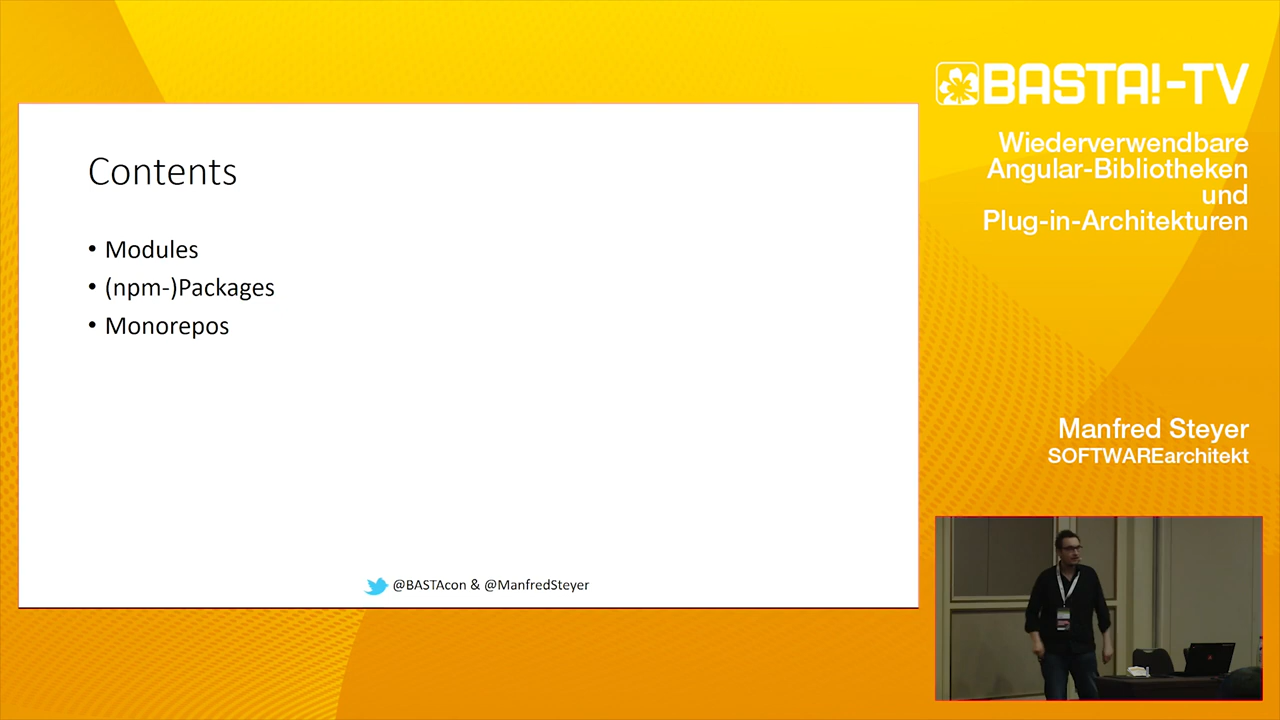 BASTA!-TV
Wiederverwendbare
Angular-Bibliotheken
und
Plug-in-Architekturen
Contents
• Modules
• (npm-)Packages
• Monorepos
@BASTAcon & @ManfredSteyer
Manfred Steyer
SOFTWAREarchitekt